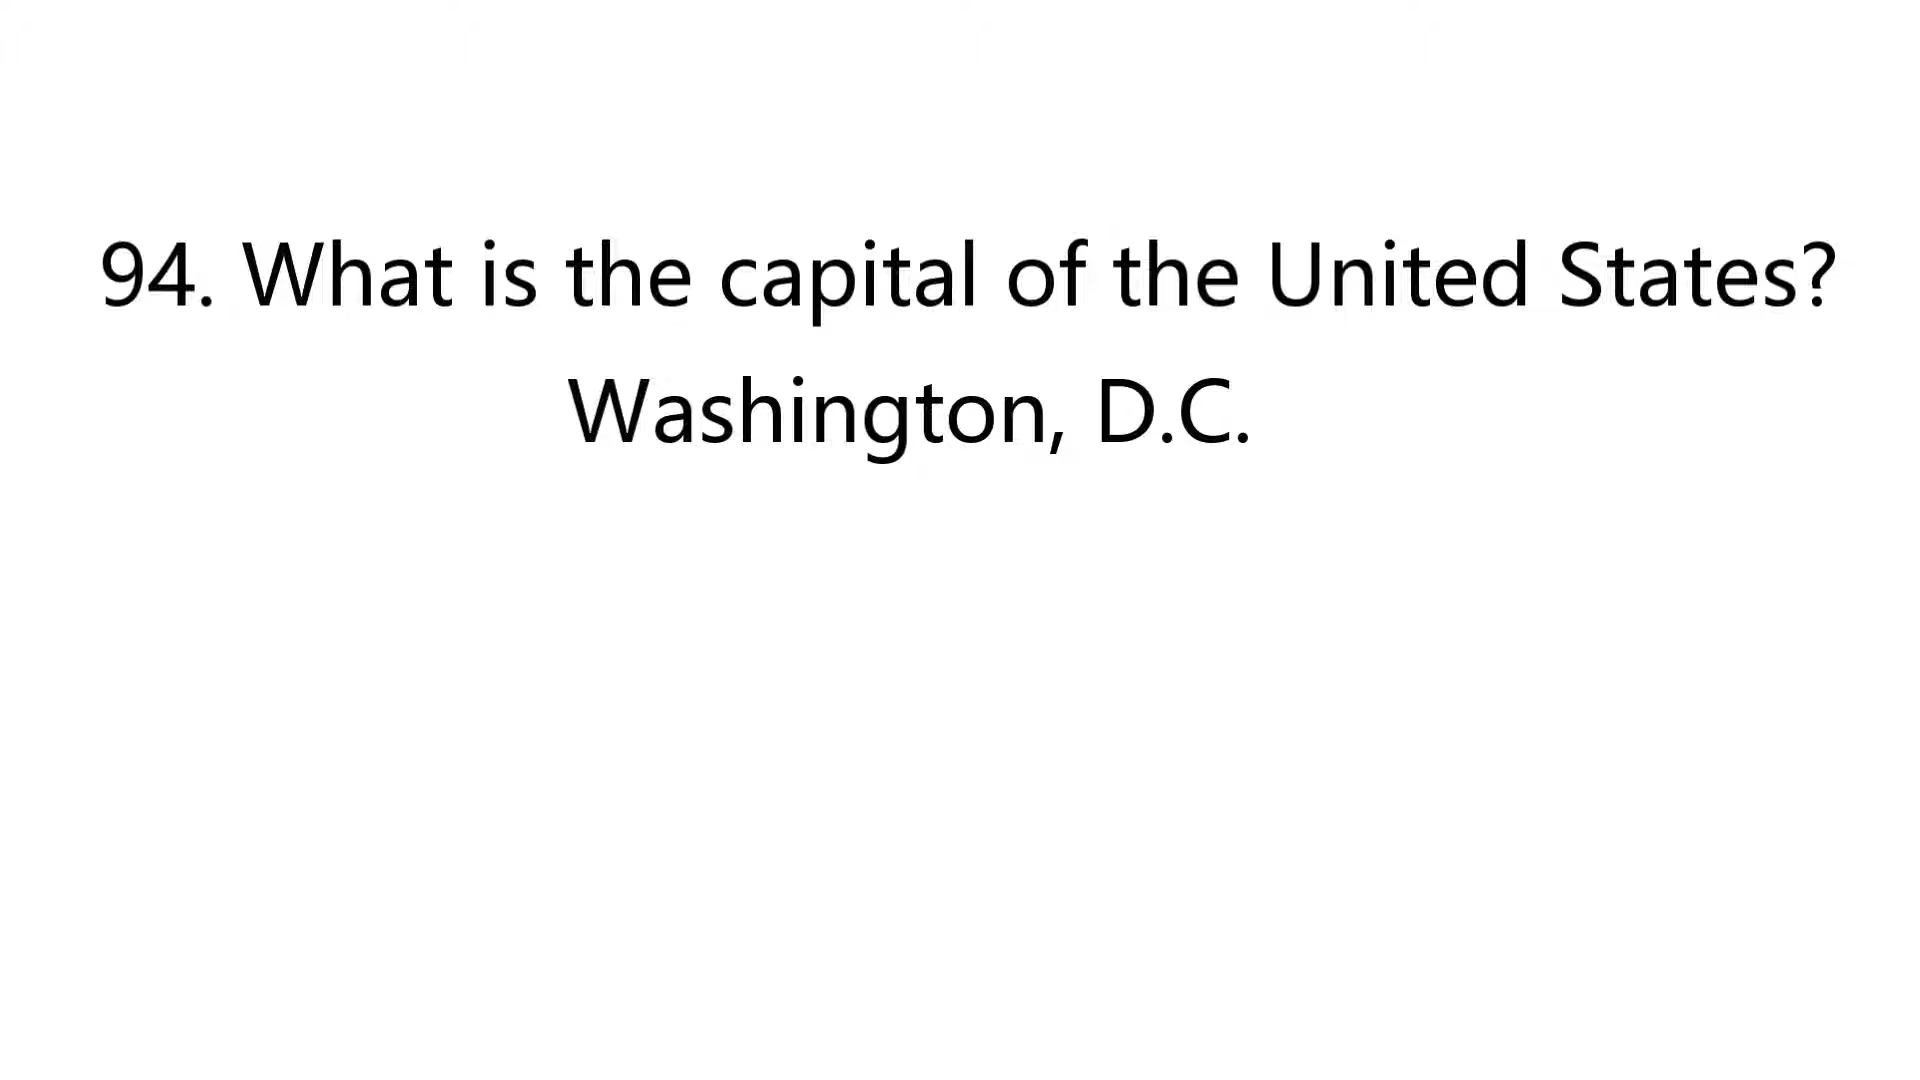 94. What is the capital of the United States?
Washington, D.C.